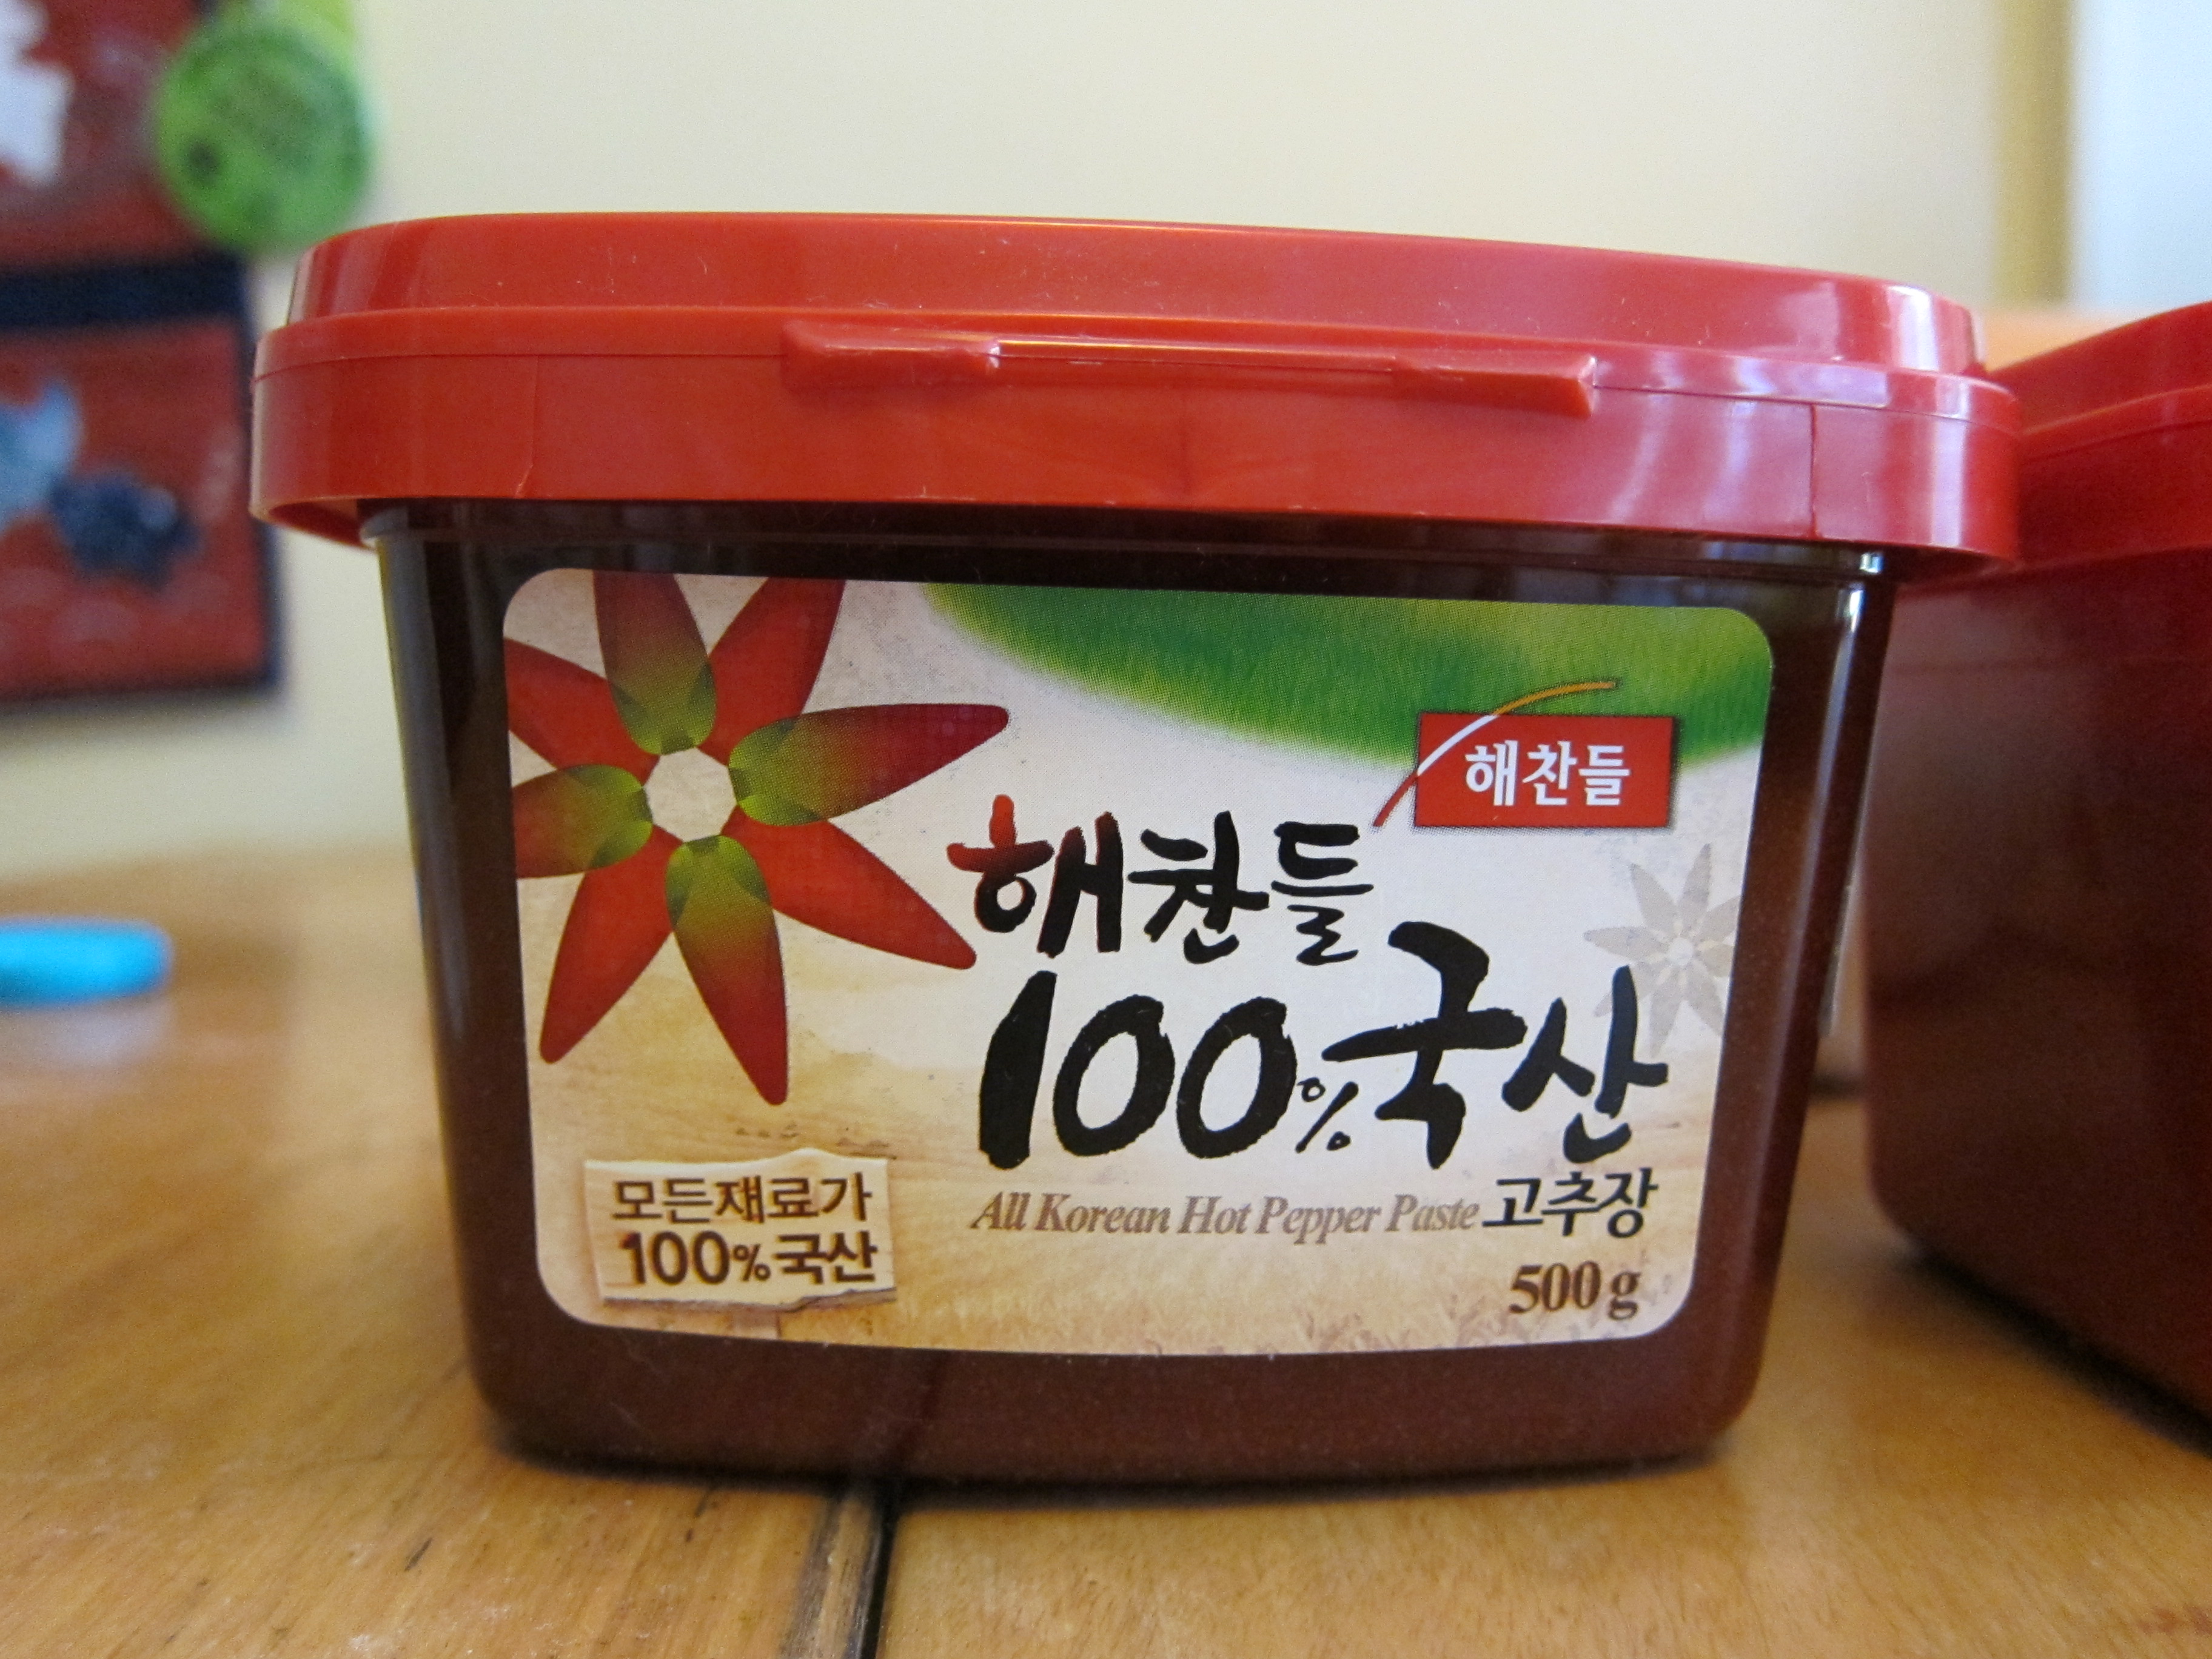 해찬들
해찬들
100%국산
All Korean Hot Pepper Paste 고추장
500 g
모든재료가
100% 국산